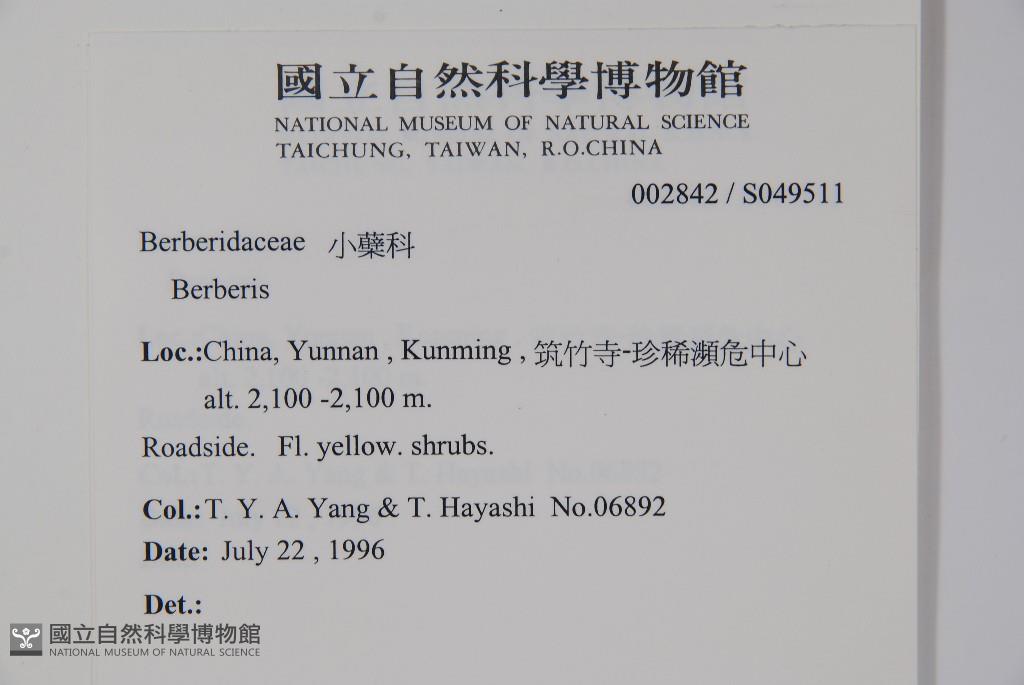 國立自然科學博物館
NATIONAL MUSEUM OF NATURAL SCIENCE
TAICHUNG, TAIWAN, R.O.CHINA
002842 / S049511
Berberidaceae 小蘗科
Berberis
Loc.:China, Yunnan , Kunming , 筑竹寺-珍稀瀕危中心
alt. 2,100 -2,100 m.
Roadside. Fl. yellow. shrubs.
Col.: T. Y. A. Yang & T. Hayashi No.06892
Date: July 22 , 1996
Det.:
國立自然科學博物館
NATIONAL MUSEUM OF NATURAL SCIENCE